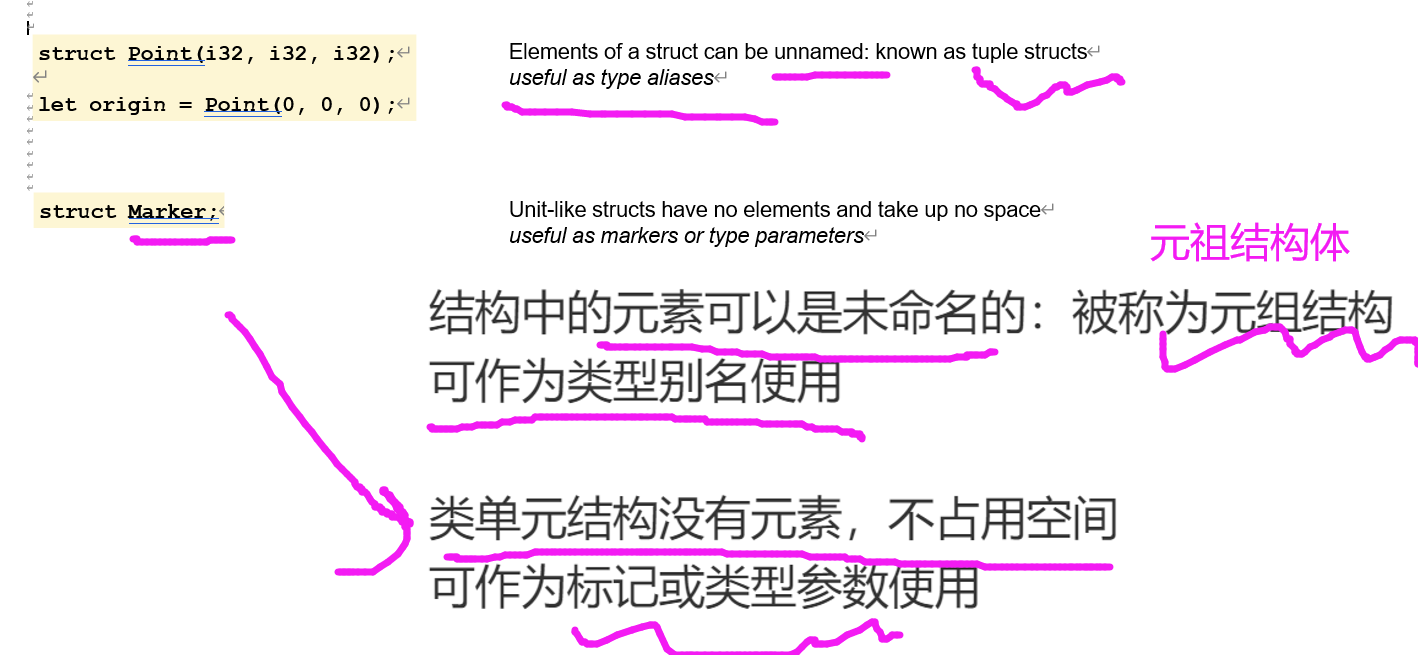 struct Point(i32, i32, i32);
let origin = Point(0, 0, 0);
Elements of a struct can be unnamed: known as tuple structs
useful as type aliases
struct Marker;
Unit-like structs have no elements and take up no space
useful as markers or type parameters
元祖结构体
结构中的元素可以是未命名的：被称为元组结构
可作为类型别名使用
类单元结构没有元素，不占用空间
可作为标记或类型参数使用